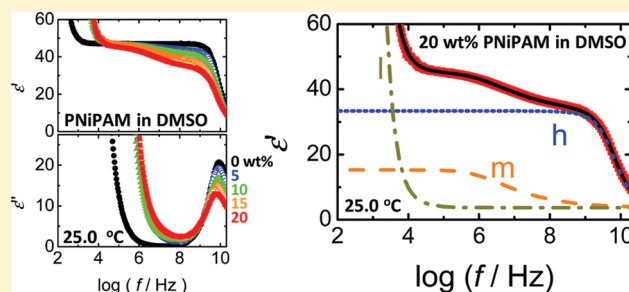 60
40
20
0
ε'
PNiPAM in DMSO
20
10
0
ε''
0 wt%
5
10
15
20
25.0 °C
2 4 6 8 10
log ( f / Hz )
60
40
20
0
ε'
20 wt% PNiPAM in DMSO
l
h
m
25.0 °C
2 4 6 8 10
log (f / Hz)